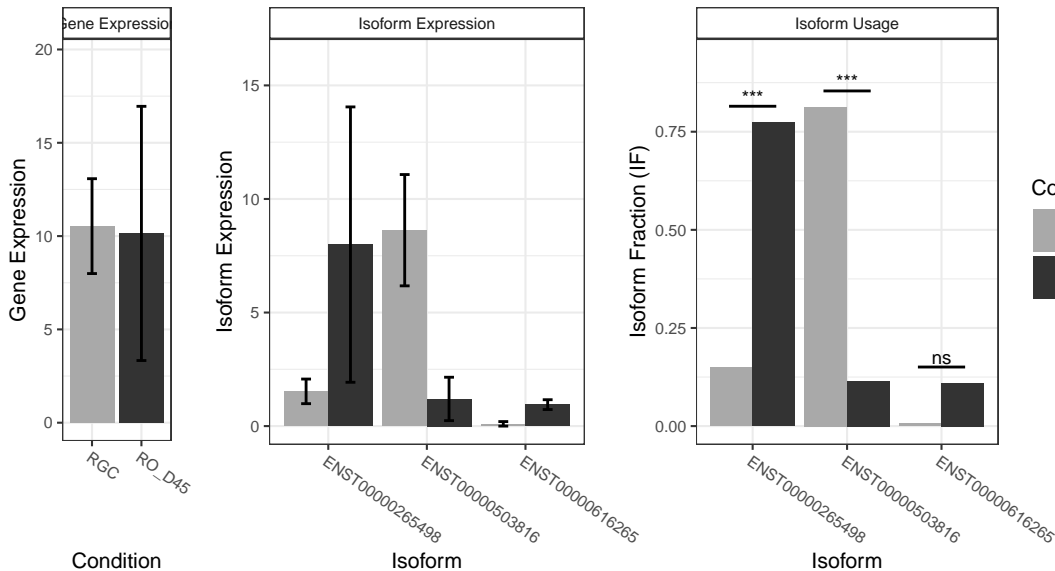 Gene Expression
Isoform Expression
Isoform Usage
Gene Expression
20
15
10
5
0
RGC
RO_D45
Condition
Isoform Expression
15
10
5
0
ENST00000265498
ENST00000503816
ENST00000616265
Isoform
Isoform Fraction (IF)
0.75
0.50
0.25
0.00
***
***
ns
ENST00000265498
ENST00000503816
ENST00000616265
Isoform
Co